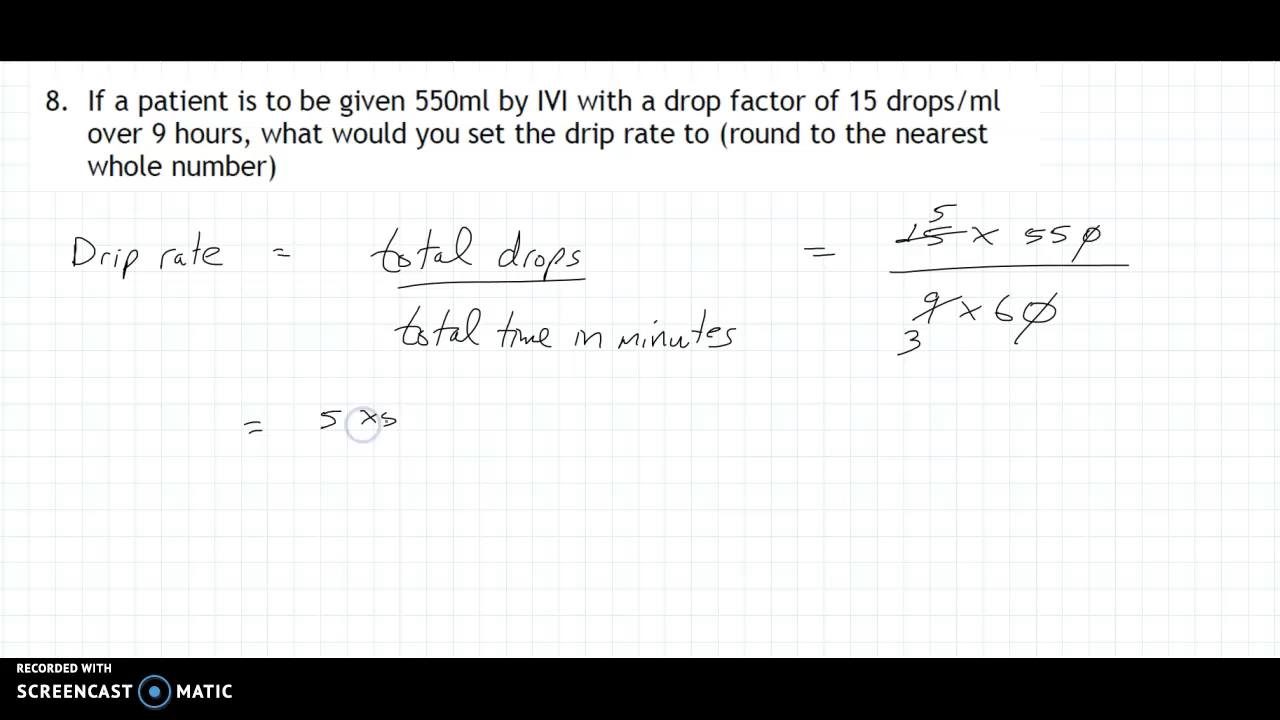 8. If a patient is to be given 550ml by IVI with a drop factor of 15 drops/ml
over 9 hours, what would you set the drip rate to (round to the nearest
whole number)
5
Drip rate = total drops = 15 x 550
total time in minutes 9 x 60
3
= 5 x 5
RECORDED WITH
SCREENCAST MATIC